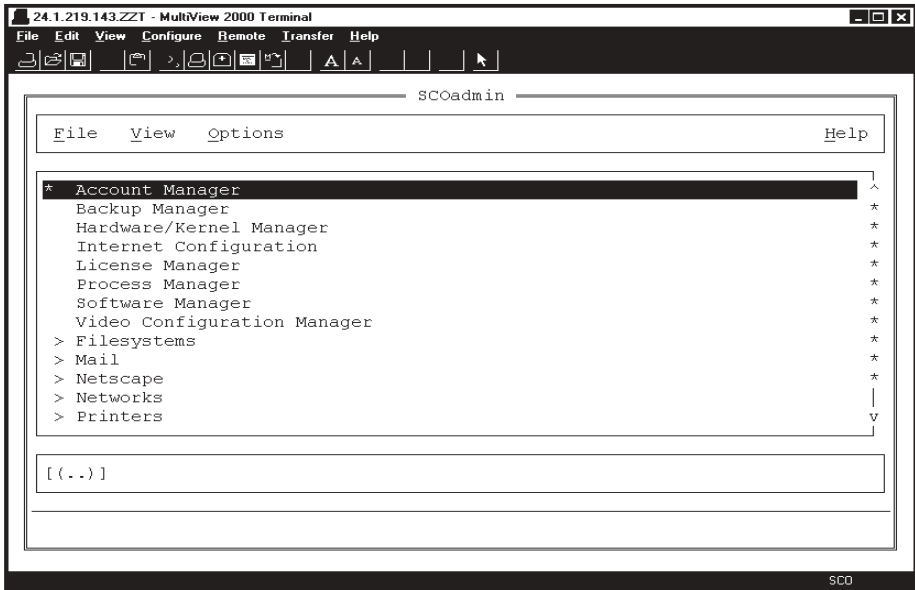 24.1.219.143.ZZT - MultiView 2000 Terminal
File Edit View Configure Remote Transfer Help
A A
SCOadmin
File View Options Help
* Account Manager ^
Backup Manager *
Hardware/Kernel Manager *
Internet Configuration *
License Manager *
Process Manager *
Software Manager *
Video Configuration Manager *
> Filesystems *
> Mail *
> Netscape *
> Networks |
> Printers v
[(..)]
SCO